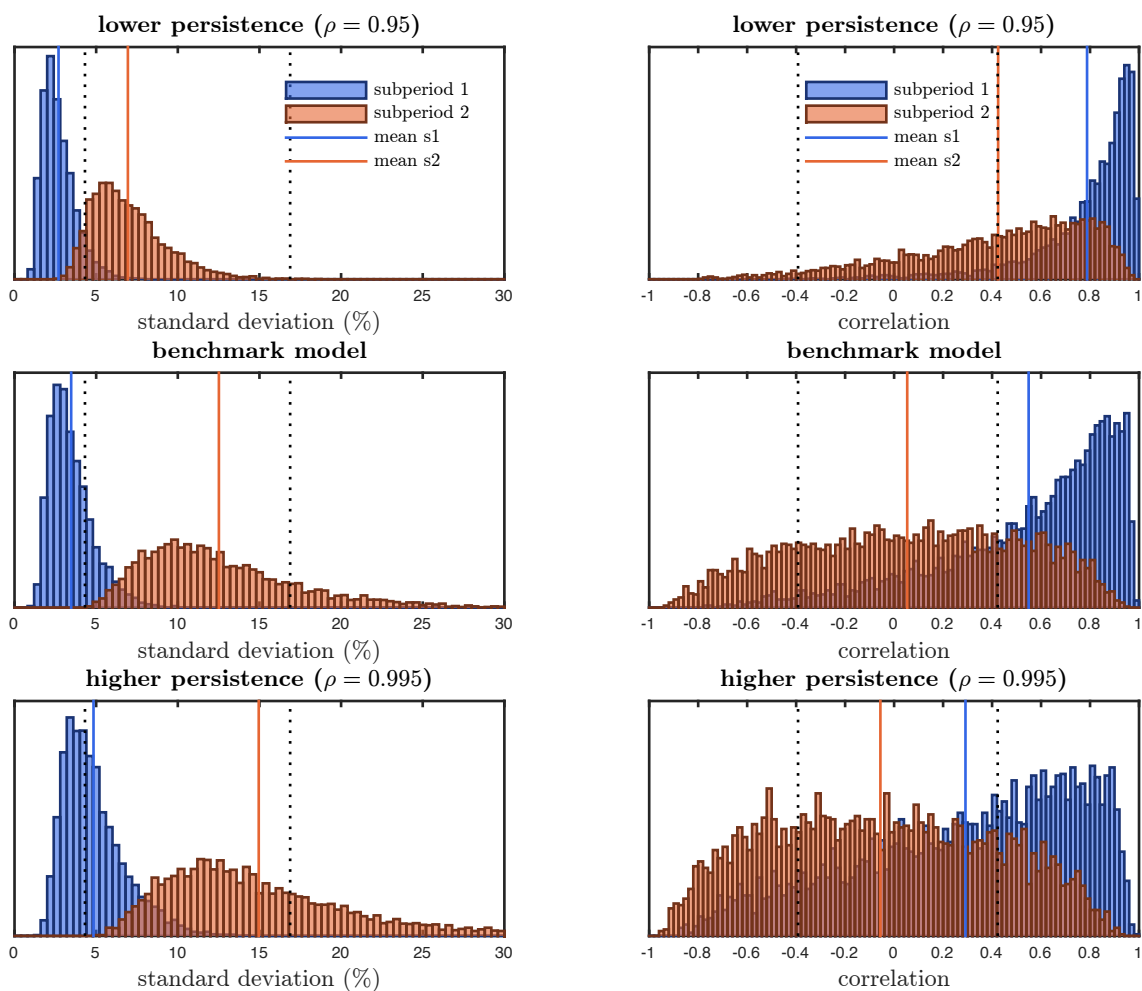 lower persistence (ρ = 0.95)
subperiod 1
subperiod 2
mean s1
mean s2
0 5 10 15 20 25 30
standard deviation (%)
lower persistence (ρ = 0.95)
subperiod 1
subperiod 2
mean s1
mean s2
-1 -0.8 -0.6 -0.4 -0.2 0 0.2 0.4 0.6 0.8 1
correlation
benchmark model
0 5 10 15 20 25 30
standard deviation (%)
benchmark model
-1 -0.8 -0.6 -0.4 -0.2 0 0.2 0.4 0.6 0.8 1
correlation
higher persistence (ρ = 0.995)
0 5 10 15 20 25 30
standard deviation (%)
higher persistence (ρ = 0.995)
-1 -0.8 -0.6 -0.4 -0.2 0 0.2 0.4 0.6 0.8 1
correlation